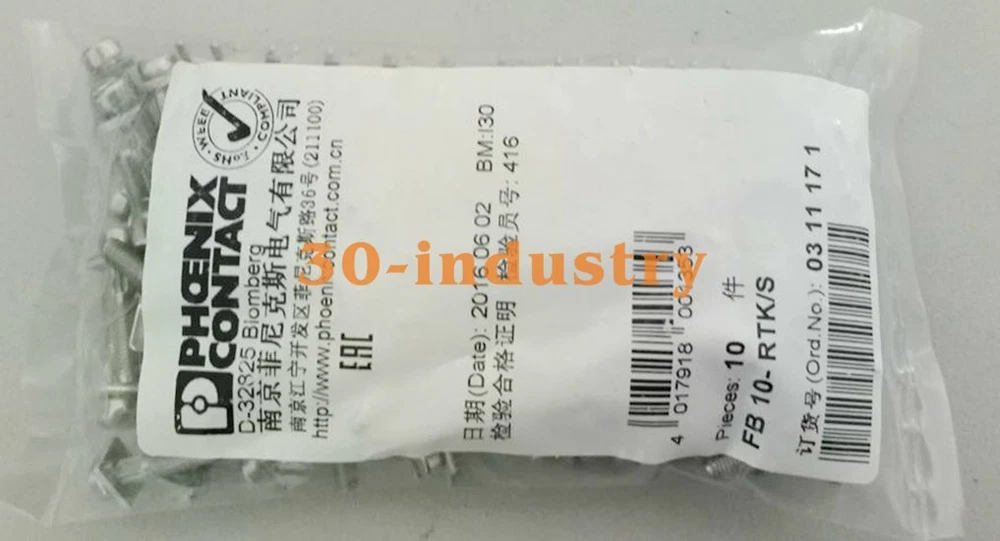 PHŒNIX
CONTACT
WEEE · RoHS · COMPLIANT
D-32825 Blomberg
南京菲尼克斯电气有限公司
南京江宁开发区菲尼克斯路36号(211100)
http://www.phoenixcontact.com.cn
EAC
日期(Date): 2016 06 02 BM:I30
检验合格证明 检验员号: 416
4 017918
Pieces: 10 件
FB 10- RTK/S
订货号(Ord.No.): 03 11 17 1
30-industry